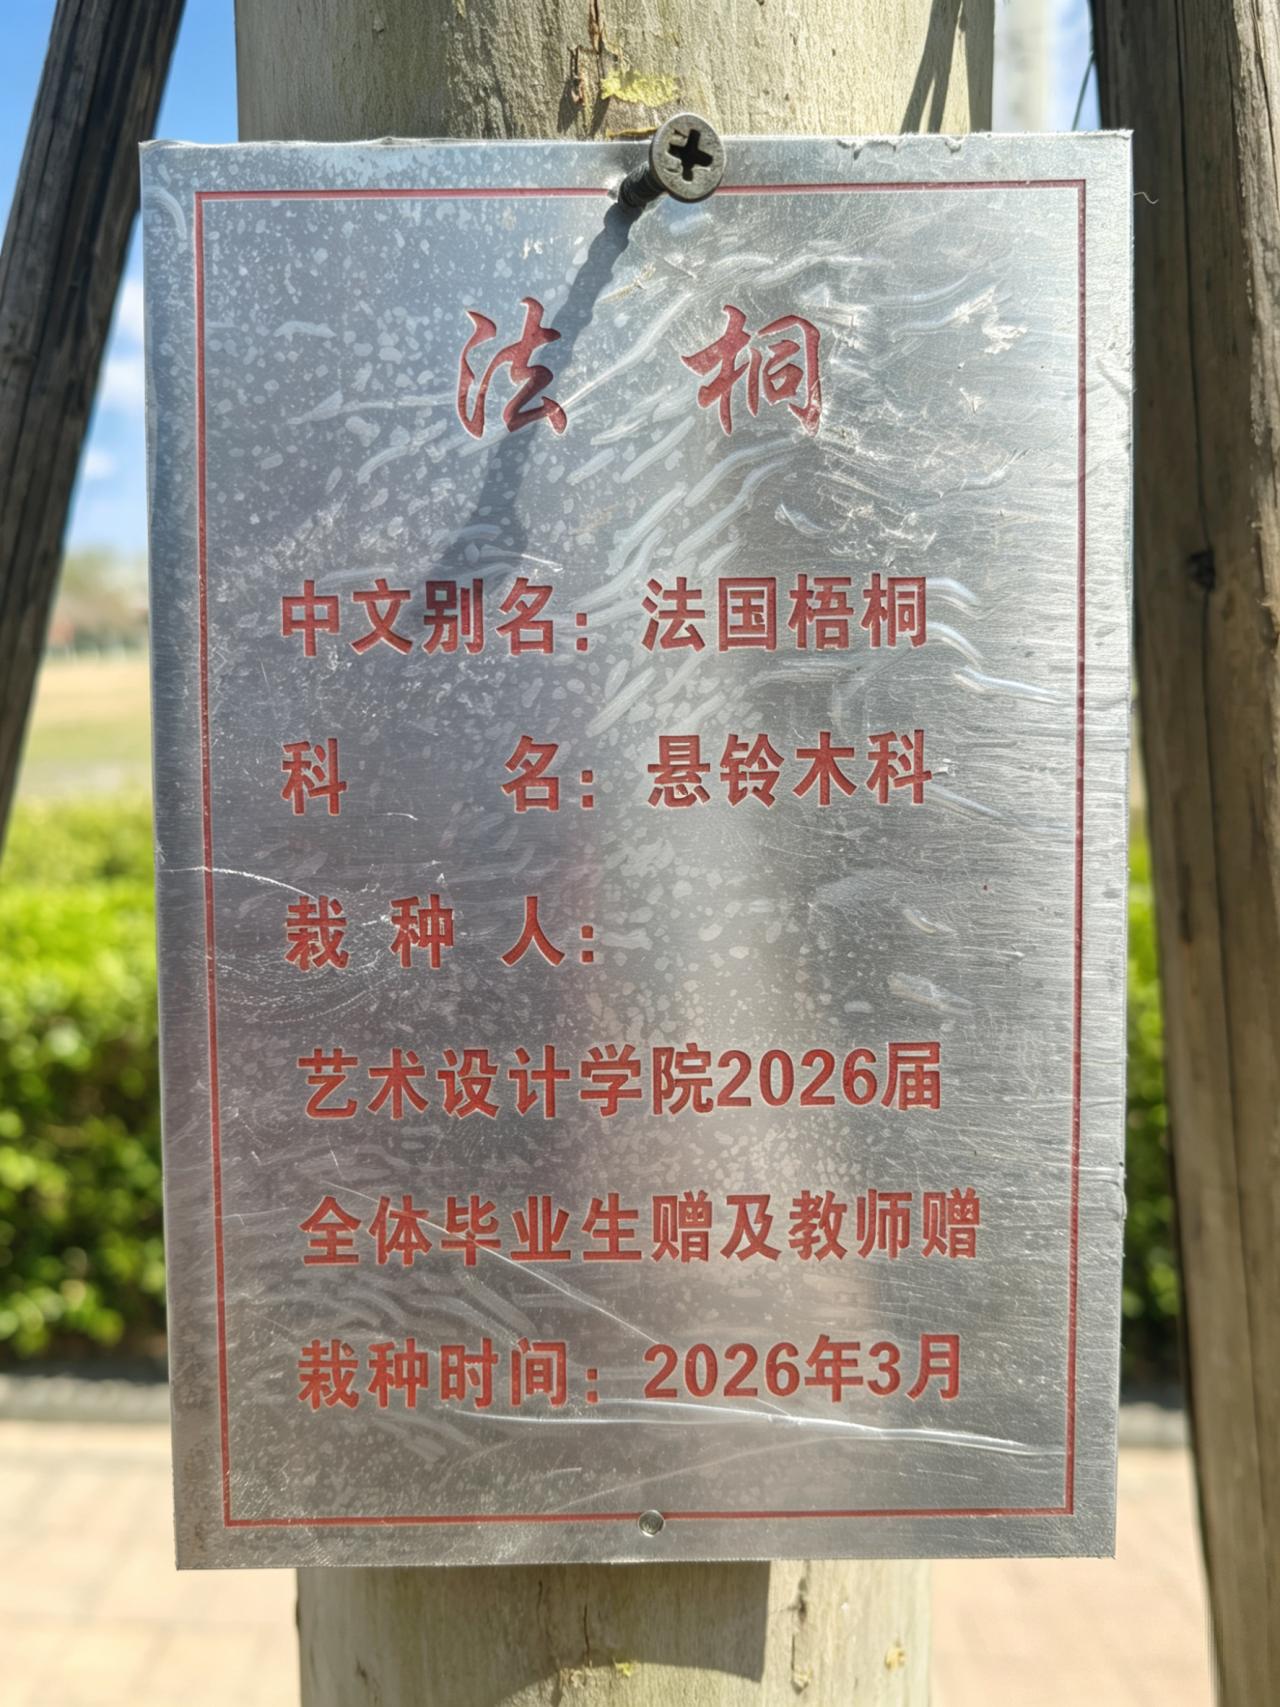 法 桐
中文别名：法国梧桐
科 名：悬铃木科
栽 种 人：
艺术设计学院2026届
全体毕业生赠及教师赠
栽种时间：2026年3月